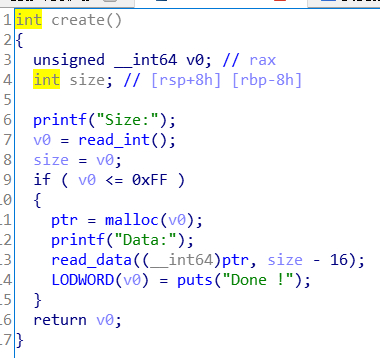 1 int create()
2 {
3 unsigned __int64 v0; // rax
4 int size; // [rsp+8h] [rbp-8h]
5
6 printf("Size:");
7 v0 = read_int();
8 size = v0;
9 if ( v0 <= 0xFF )
10 {
11 ptr = malloc(v0);
12 printf("Data:");
13 read_data((__int64)ptr, size - 16);
14 LODWORD(v0) = puts("Done !");
15 }
16 return v0;
17 }